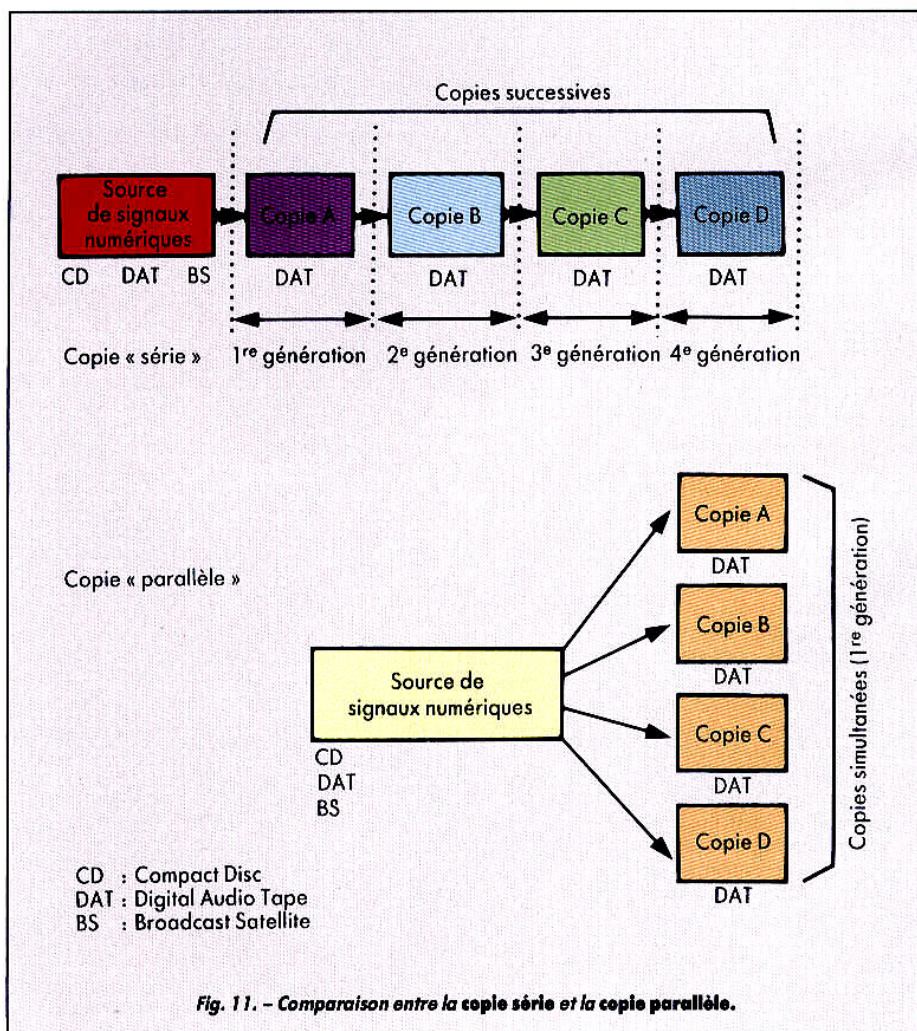 Copies successives
Source
de signaux
numériques
Copie A
Copie B
Copie C
Copie D
CD DAT BS
DAT
DAT
DAT
DAT
Copie « série »
1re génération
2e génération
3e génération
4e génération
Copie « parallèle »
Source de
signaux numériques
CD
DAT
BS
Copie A
DAT
Copie B
DAT
Copie C
DAT
Copie D
DAT
Copies simultanées (1re génération)
CD : Compact Disc
DAT : Digital Audio Tape
BS : Broadcast Satellite
Fig. 11. – Comparaison entre la copie série et la copie parallèle.